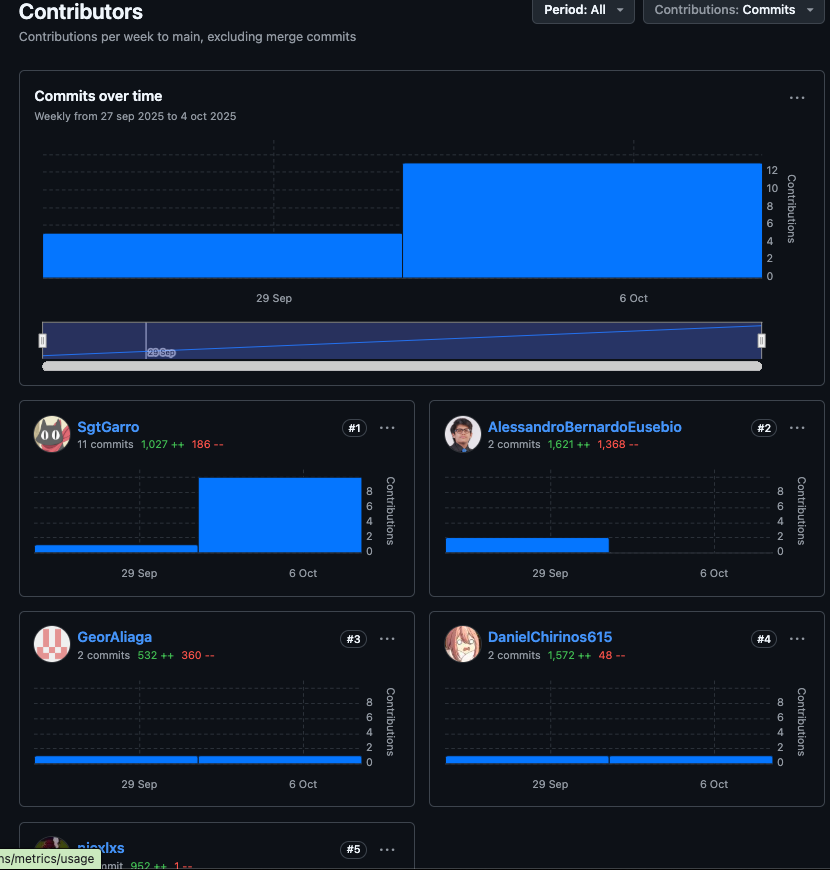 Contributors
Period: All
Contributions: Commits
Contributions per week to main, excluding merge commits
Commits over time
Weekly from 27 sep 2025 to 4 oct 2025
12
10
8
6
4
2
0
Contributions
29 Sep
6 Oct
29 Sep
SgtGarro
#1
11 commits 1,027 ++ 186 --
8
6
4
2
0
Contributions
29 Sep
6 Oct
AlessandroBernardoEusebio
#2
2 commits 1,621 ++ 1,368 --
8
6
4
2
0
Contributions
29 Sep
6 Oct
GeorAliaga
#3
2 commits 532 ++ 360 --
8
6
4
2
0
Contributions
29 Sep
6 Oct
DanielChirinos615
#4
2 commits 1,572 ++ 48 --
8
6
4
2
0
Contributions
29 Sep
6 Oct
#5
ns/metrics/usage
952 ++ 1 --